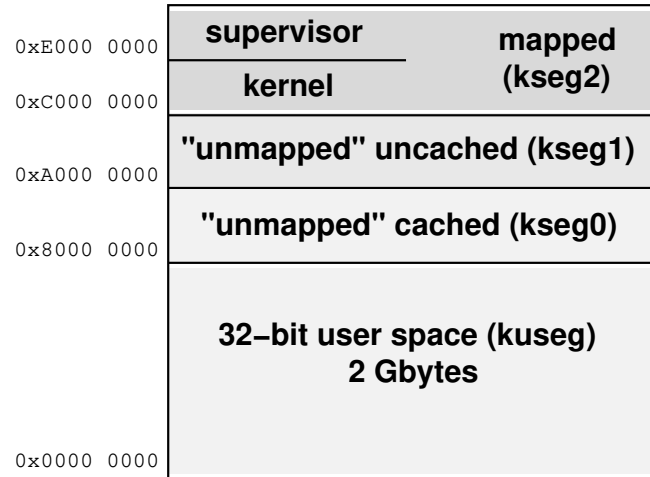 0xE000 0000
supervisor
mapped
(kseg2)
kernel
0xC000 0000
"unmapped" uncached (kseg1)
0xA000 0000
"unmapped" cached (kseg0)
0x8000 0000
32−bit user space (kuseg)
2 Gbytes
0x0000 0000